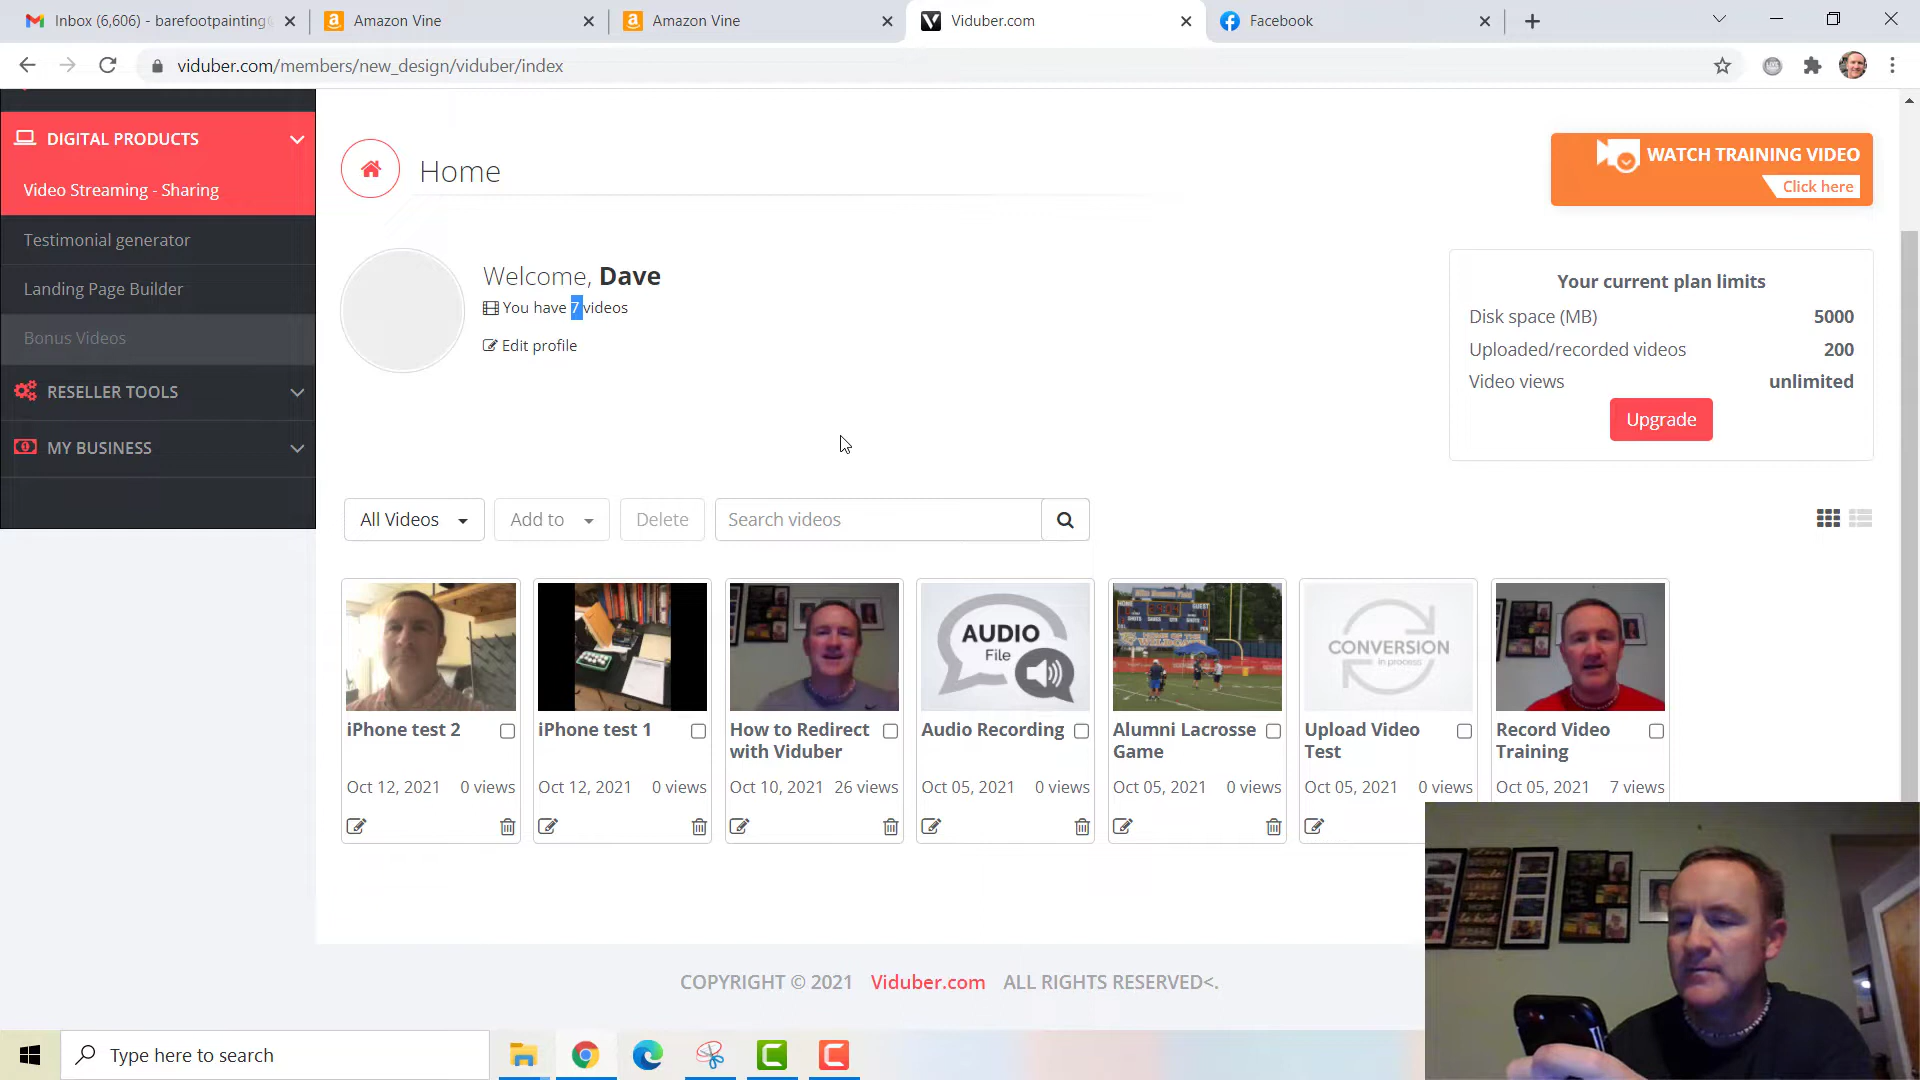 Inbox (6,606) - barefootpainting
Amazon Vine
Amazon Vine
Viduber.com
Facebook
viduber.com/members/new_design/viduber/index
DIGITAL PRODUCTS
Video Streaming - Sharing
Testimonial generator
Landing Page Builder
Bonus Videos
RESELLER TOOLS
MY BUSINESS
Home
WATCH TRAINING VIDEO
Click here
Welcome, Dave
You have 7 videos
Edit profile
Your current plan limits
Disk space (MB) 5000
Uploaded/recorded videos 200
Video views unlimited
Upgrade
All Videos
Add to
Delete
Search videos
AUDIO
File
CONVERSION
in process
iPhone test 2
iPhone test 1
How to Redirect
with Viduber
Audio Recording
Alumni Lacrosse
Game
Upload Video
Test
Record Video
Training
Oct 12, 2021 0 views
Oct 12, 2021 0 views
Oct 10, 2021 26 views
Oct 05, 2021 0 views
Oct 05, 2021 0 views
Oct 05, 2021 0 views
Oct 05, 2021 7 views
COPYRIGHT © 2021 Viduber.com ALL RIGHTS RESERVED<.
Type here to search